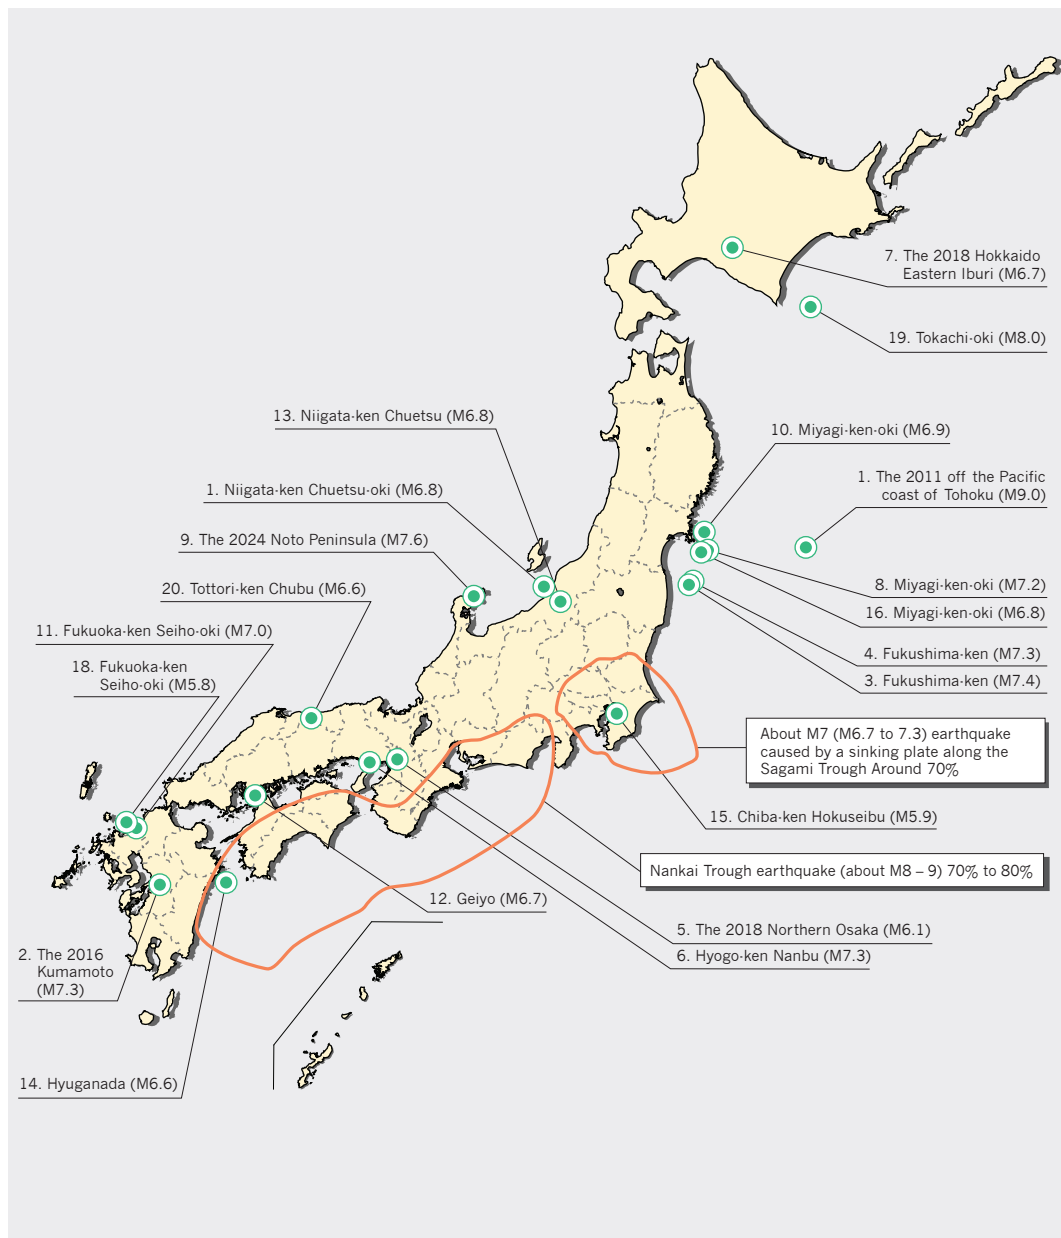 7. The 2018 Hokkaido
Eastern Iburi (M6.7)
19. Tokachi-oki (M8.0)
13. Niigata-ken Chuetsu (M6.8)
10. Miyagi-ken-oki (M6.9)
1. Niigata-ken Chuetsu-oki (M6.8)
1. The 2011 off the Pacific
coast of Tohoku (M9.0)
9. The 2024 Noto Peninsula (M7.6)
20. Tottori-ken Chubu (M6.6)
8. Miyagi-ken-oki (M7.2)
16. Miyagi-ken-oki (M6.8)
11. Fukuoka-ken Seiho-oki (M7.0)
18. Fukuoka-ken
Seiho-oki (M5.8)
4. Fukushima-ken (M7.3)
3. Fukushima-ken (M7.4)
About M7 (M6.7 to 7.3) earthquake
caused by a sinking plate along the
Sagami Trough Around 70%
15. Chiba-ken Hokuseibu (M5.9)
Nankai Trough earthquake (about M8 – 9) 70% to 80%
12. Geiyo (M6.7)
5. The 2018 Northern Osaka (M6.1)
6. Hyogo-ken Nanbu (M7.3)
2. The 2016
Kumamoto
(M7.3)
14. Hyuganada (M6.6)